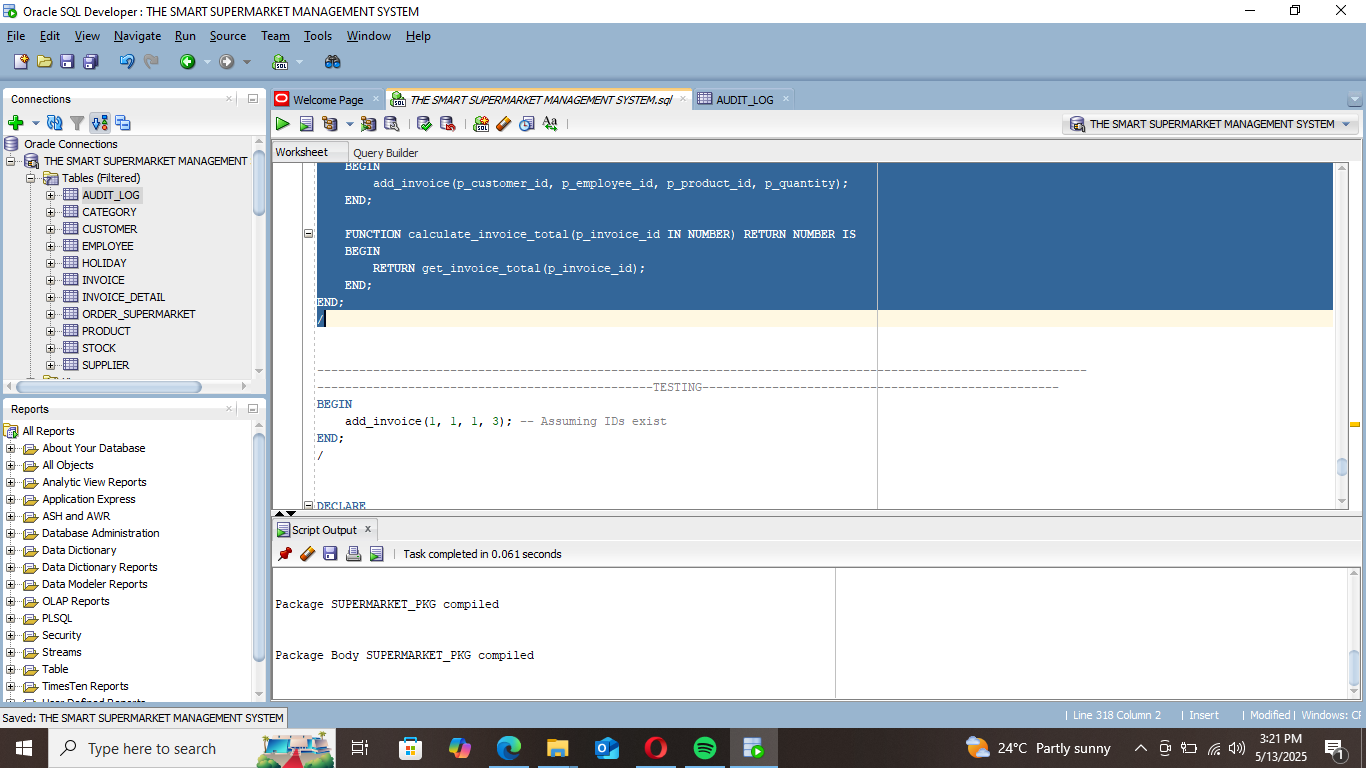 Oracle SQL Developer : THE SMART SUPERMARKET MANAGEMENT SYSTEM
File Edit View Navigate Run Source Team Tools Window Help
Connections
Oracle Connections
THE SMART SUPERMARKET MANAGEMENT
Tables (Filtered)
AUDIT_LOG
CATEGORY
CUSTOMER
EMPLOYEE
HOLIDAY
INVOICE
INVOICE_DETAIL
ORDER_SUPERMARKET
PRODUCT
STOCK
SUPPLIER
Reports
All Reports
About Your Database
All Objects
Analytic View Reports
Application Express
ASH and AWR
Database Administration
Data Dictionary
Data Dictionary Reports
Data Modeler Reports
OLAP Reports
PLSQL
Security
Streams
Table
TimesTen Reports
User Defined Reports
Welcome Page
THE SMART SUPERMARKET MANAGEMENT SYSTEM.sql
AUDIT_LOG
THE SMART SUPERMARKET MANAGEMENT SYSTEM
Worksheet Query Builder
BEGIN
add_invoice(p_customer_id, p_employee_id, p_product_id, p_quantity);
END;
FUNCTION calculate_invoice_total(p_invoice_id IN NUMBER) RETURN NUMBER IS
BEGIN
RETURN get_invoice_total(p_invoice_id);
END;
END;
/
--------------------------------------------------------------------------------------------------------------
------------------------------------------------TESTING---------------------------------------------------
BEGIN
add_invoice(1, 1, 1, 3); -- Assuming IDs exist
END;
/
DECLARE
Script Output
Task completed in 0.061 seconds
Package SUPERMARKET_PKG compiled
Package Body SUPERMARKET_PKG compiled
Saved: THE SMART SUPERMARKET MANAGEMENT SYSTEM
Line 318 Column 2 Insert Modified Windows: CF
Type here to search
24°C Partly sunny
3:21 PM
5/13/2025
1